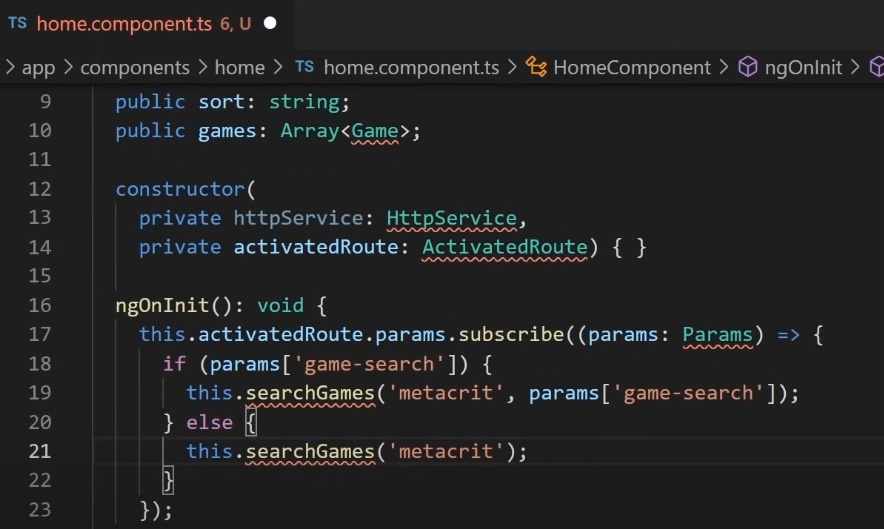 TS home.component.ts 6, U
> app > components > home > TS home.component.ts > HomeComponent > ngOnInit >
9 public sort: string;
10 public games: Array<Game>;
11
12 constructor(
13 private httpService: HttpService,
14 private activatedRoute: ActivatedRoute) { }
15
16 ngOnInit(): void {
17 this.activatedRoute.params.subscribe((params: Params) => {
18 if (params['game-search']) {
19 this.searchGames('metacrit', params['game-search']);
20 } else {
21 this.searchGames('metacrit');
22 }
23 });